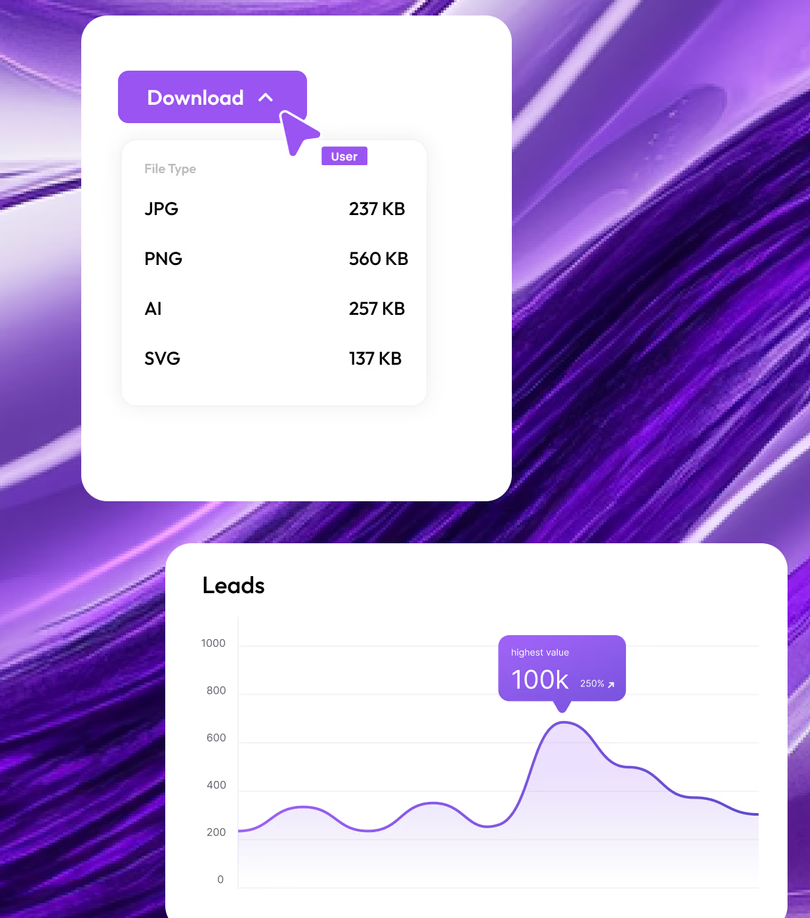 Download
User
File Type
JPG 237 KB
PNG 560 KB
AI 257 KB
SVG 137 KB
Leads
1000
highest value
100k 250%
800
600
400
200
0